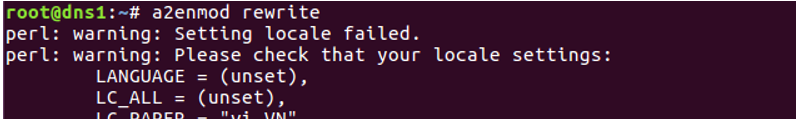 root@dns1:~# a2enmod rewrite
perl: warning: Setting locale failed.
perl: warning: Please check that your locale settings:
LANGUAGE = (unset),
LC_ALL = (unset),
LC_PAPER = "vi_VN"